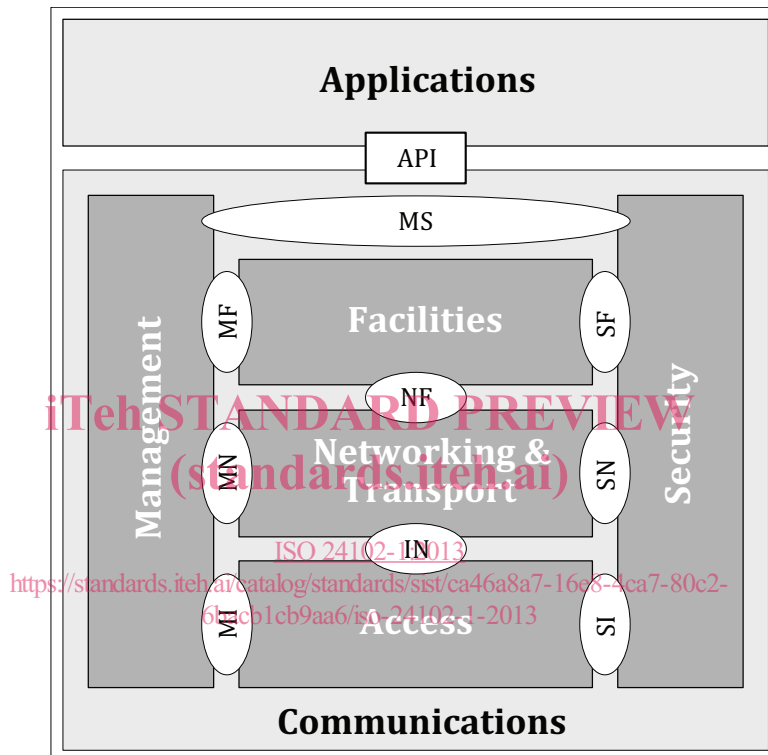 Applications
API
MS
MF
Facilities
SF
NF
Management
Security
iTeh STANDARD PREVIEW
(standards.iteh.ai)
MN
Networking &
Transport
SN
IN
ISO 24102-1:2013
https://standards.iteh.ai/catalog/standards/sist/ca46a8a7-16e8-4ca7-80c2-
6bacb1cb9aa6/iso-24102-1-2013
MI
Access
SI
Communications